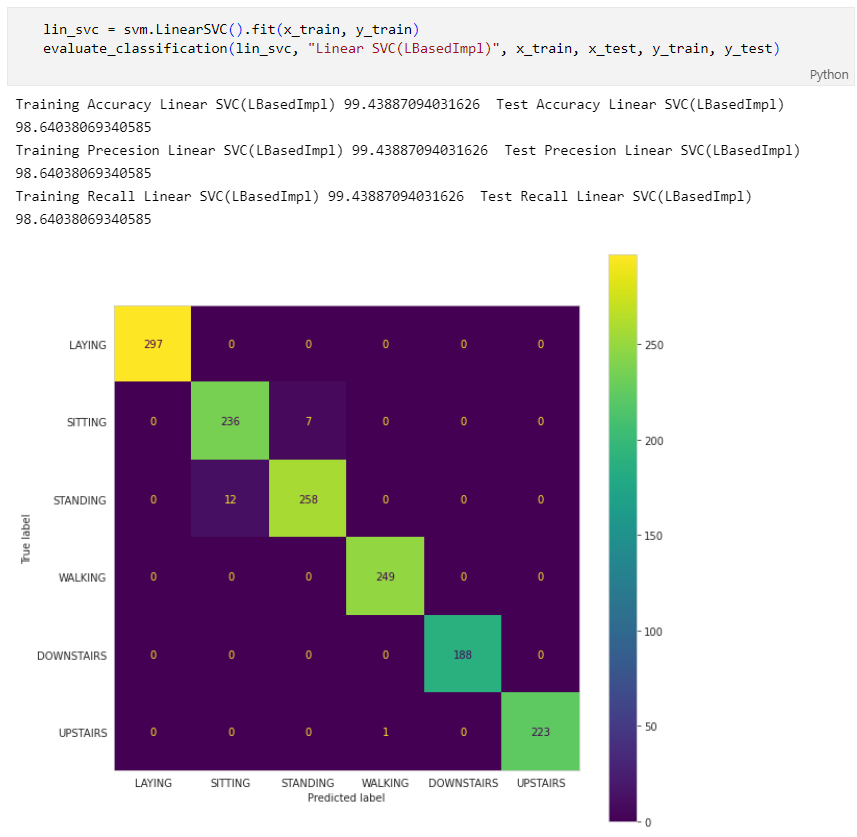 lin_svc = svm.LinearSVC().fit(x_train, y_train)
evaluate_classification(lin_svc, "Linear SVC(LBasedImpl)", x_train, x_test, y_train, y_test)
Python
Training Accuracy Linear SVC(LBasedImpl) 99.43887094031626  Test Accuracy Linear SVC(LBasedImpl)
98.64038069340585
Training Precesion Linear SVC(LBasedImpl) 99.43887094031626  Test Precesion Linear SVC(LBasedImpl)
98.64038069340585
Training Recall Linear SVC(LBasedImpl) 99.43887094031626  Test Recall Linear SVC(LBasedImpl)
98.64038069340585
LAYING 297 0 0 0 0 0
SITTING 0 236 7 0 0 0
STANDING 0 12 258 0 0 0
WALKING 0 0 0 249 0 0
DOWNSTAIRS 0 0 0 0 188 0
UPSTAIRS 0 0 0 1 0 223
True label
LAYING SITTING STANDING WALKING DOWNSTAIRS UPSTAIRS
Predicted label
250
200
150
100
50
0